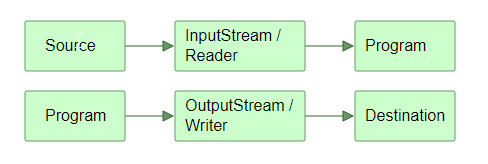 Source
InputStream /
Reader
Program
Program
OutputStream /
Writer
Destination